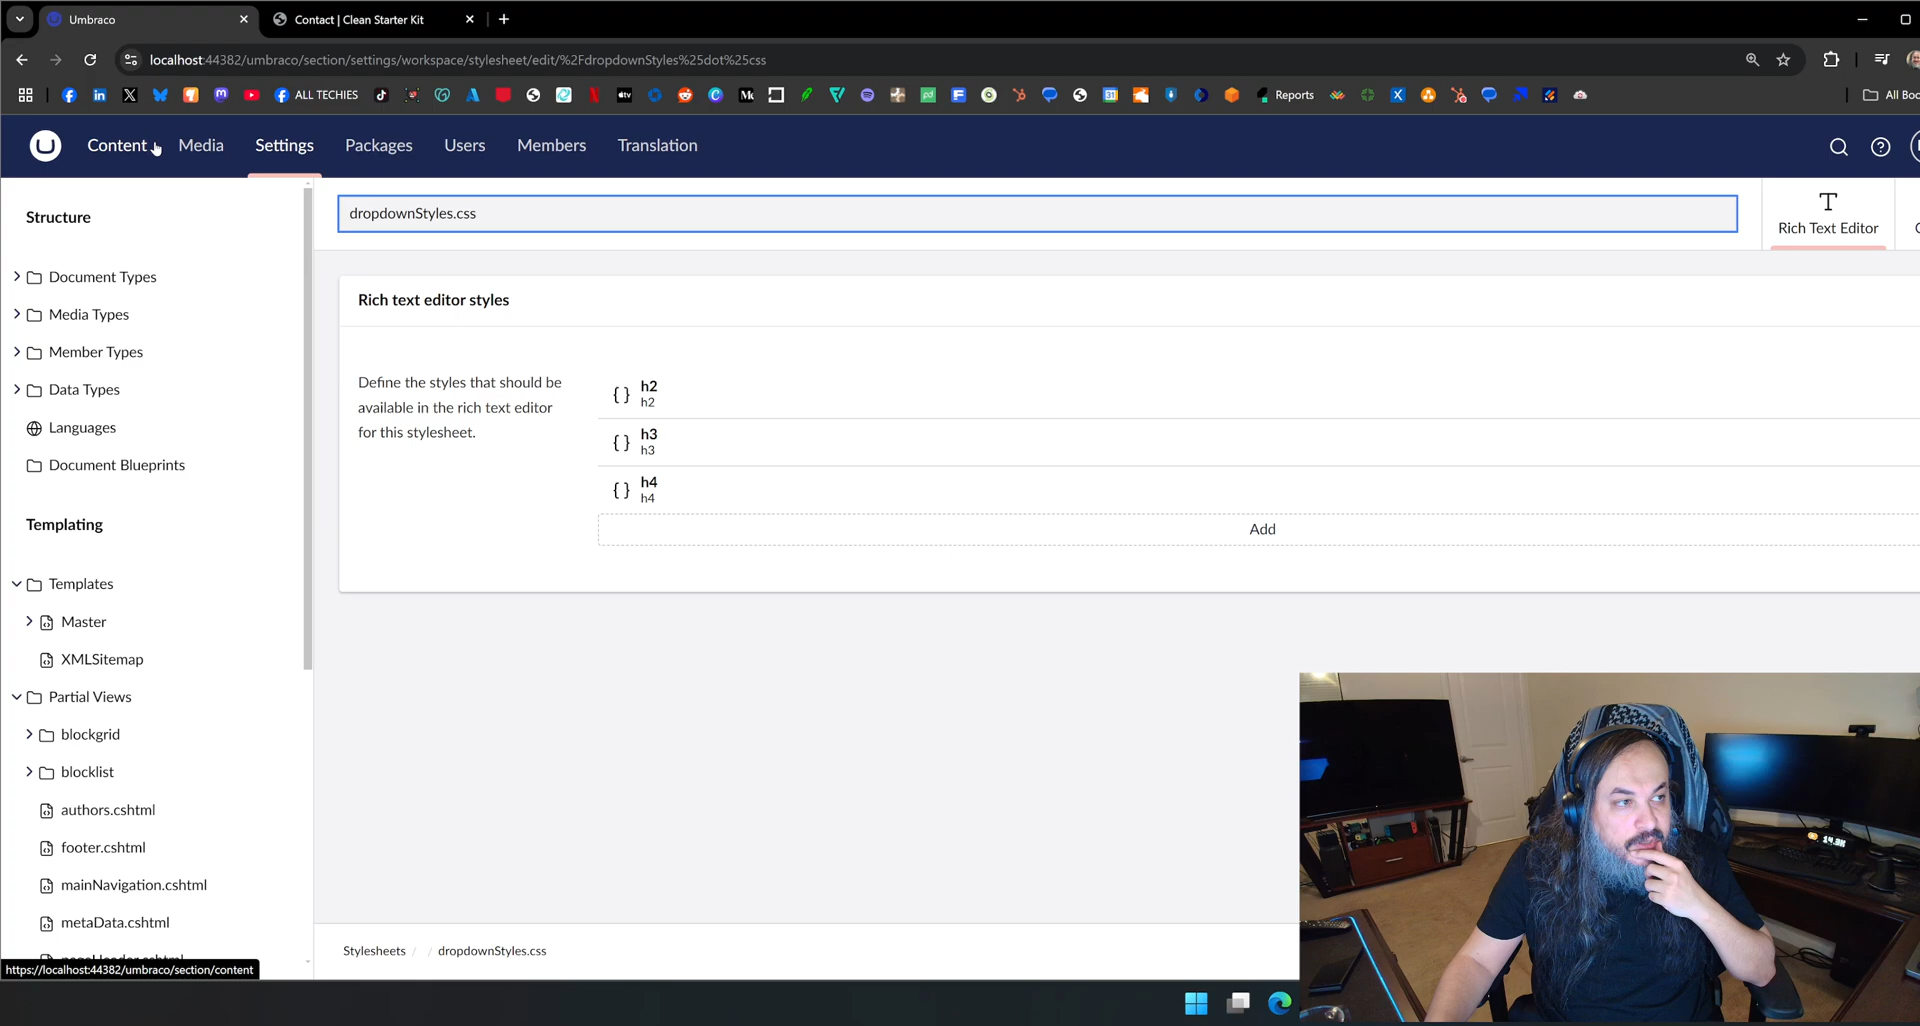 Umbraco
Contact | Clean Starter Kit
localhost:44382/umbraco/section/settings/workspace/stylesheet/edit/%2FdropdownStyles%25dot%25css
ALL TECHIES
Reports
All Boo
Content
Media
Settings
Packages
Users
Members
Translation
Structure
Document Types
Media Types
Member Types
Data Types
Languages
Document Blueprints
Templating
Templates
Master
XMLSitemap
Partial Views
blockgrid
blocklist
authors.cshtml
footer.cshtml
mainNavigation.cshtml
metaData.cshtml
https://localhost:44382/umbraco/section/content
dropdownStyles.css
Rich Text Editor
Rich text editor styles
Define the styles that should be
available in the rich text editor
for this stylesheet.
h2
h2
h3
h3
h4
h4
Add
Stylesheets / / dropdownStyles.css